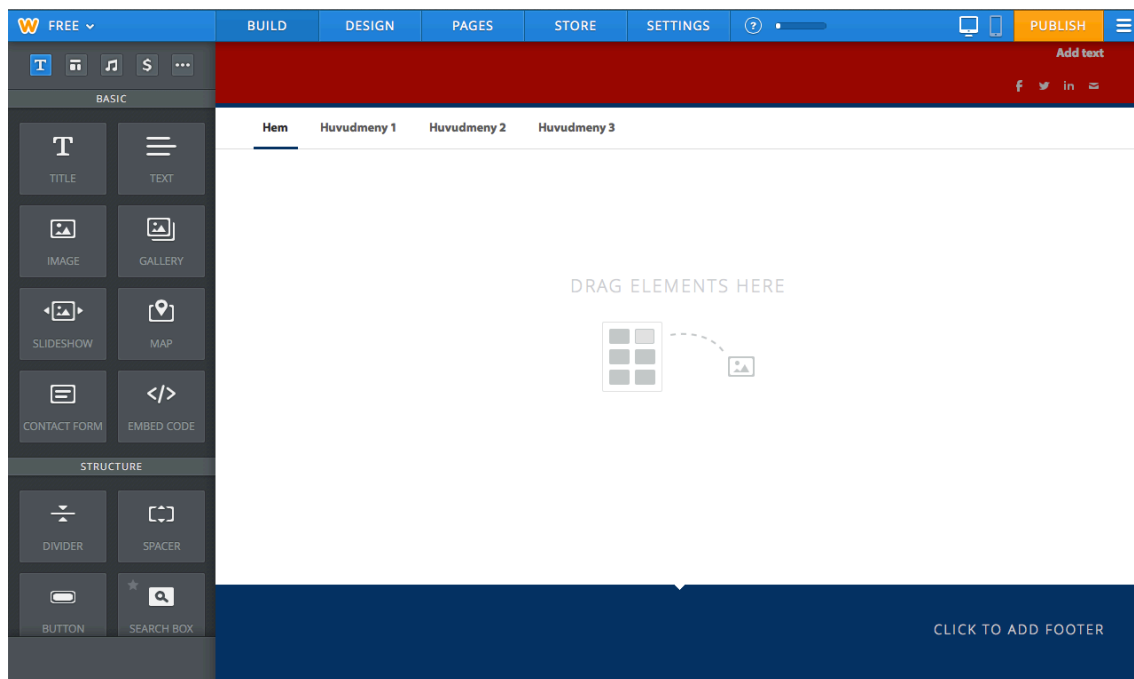 FREE
BUILD
DESIGN
PAGES
STORE
SETTINGS
?
PUBLISH
T
$
BASIC
T
TITLE
TEXT
IMAGE
GALLERY
SLIDESHOW
MAP
CONTACT FORM
</>
EMBED CODE
STRUCTURE
DIVIDER
SPACER
BUTTON
SEARCH BOX
Add text
f in
Hem Huvudmeny 1 Huvudmeny 2 Huvudmeny 3
DRAG ELEMENTS HERE
CLICK TO ADD FOOTER